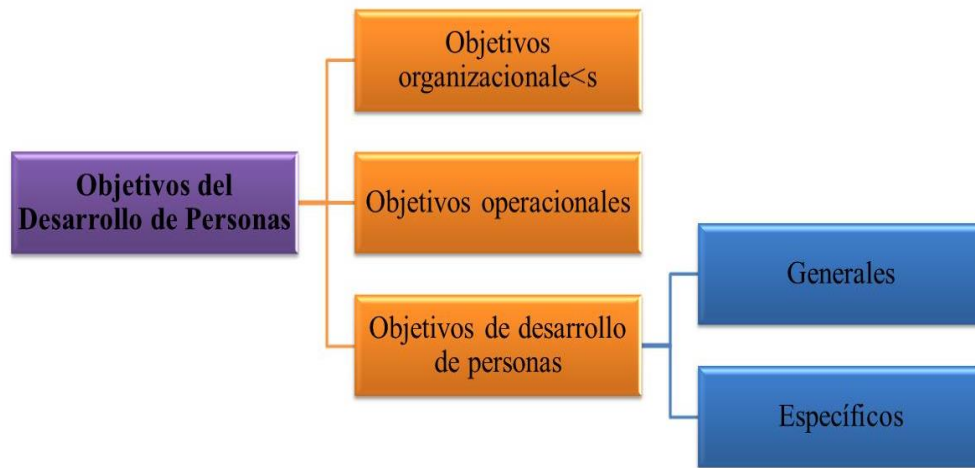 Objetivos del
Desarrollo de Personas
Objetivos
organizacionale<s
Objetivos operacionales
Objetivos de desarrollo
de personas
Generales
Específicos